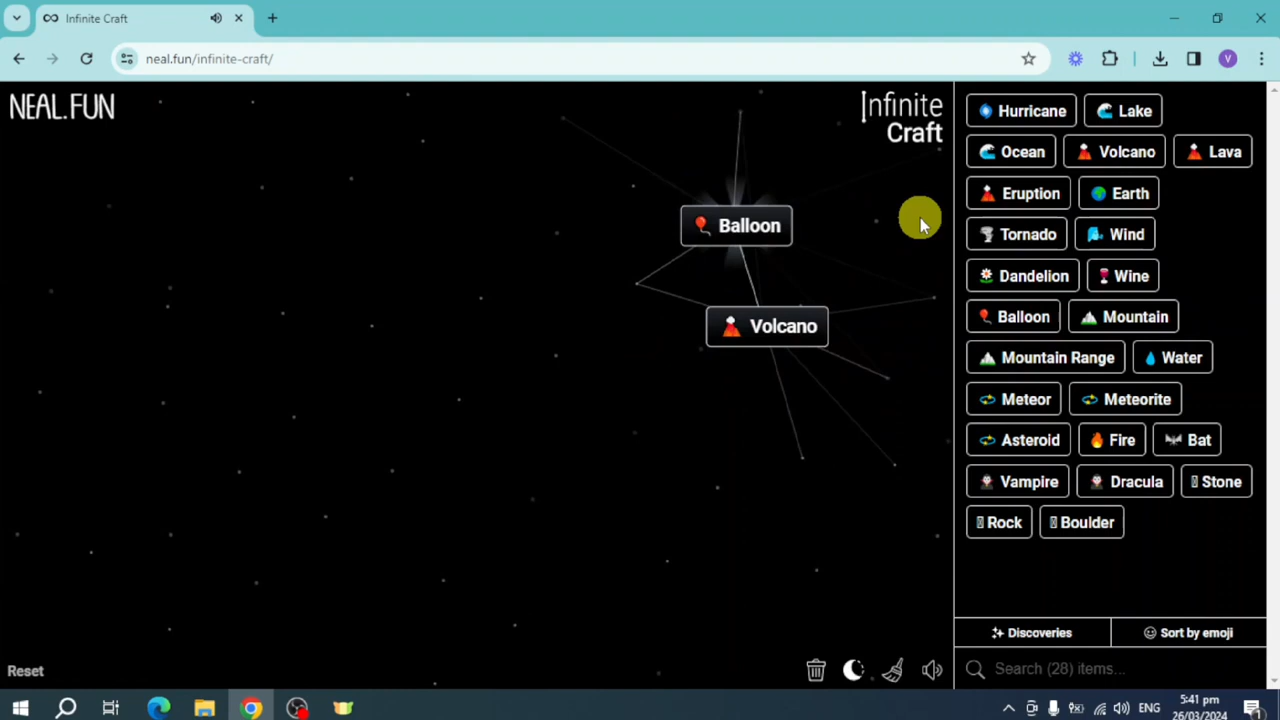 Infinite Craft
neal.fun/infinite-craft/
NEAL.FUN
Infinite
Craft
Balloon
Volcano
Hurricane Lake
Ocean Volcano Lava
Eruption Earth
Tornado Wind
Dandelion Wine
Balloon Mountain
Mountain Range Water
Meteor Meteorite
Asteroid Fire Bat
Vampire Dracula Stone
Rock Boulder
Discoveries Sort by emoji
Search (28) items...
Reset
V
ENG
5:41 pm
26/03/2024
1